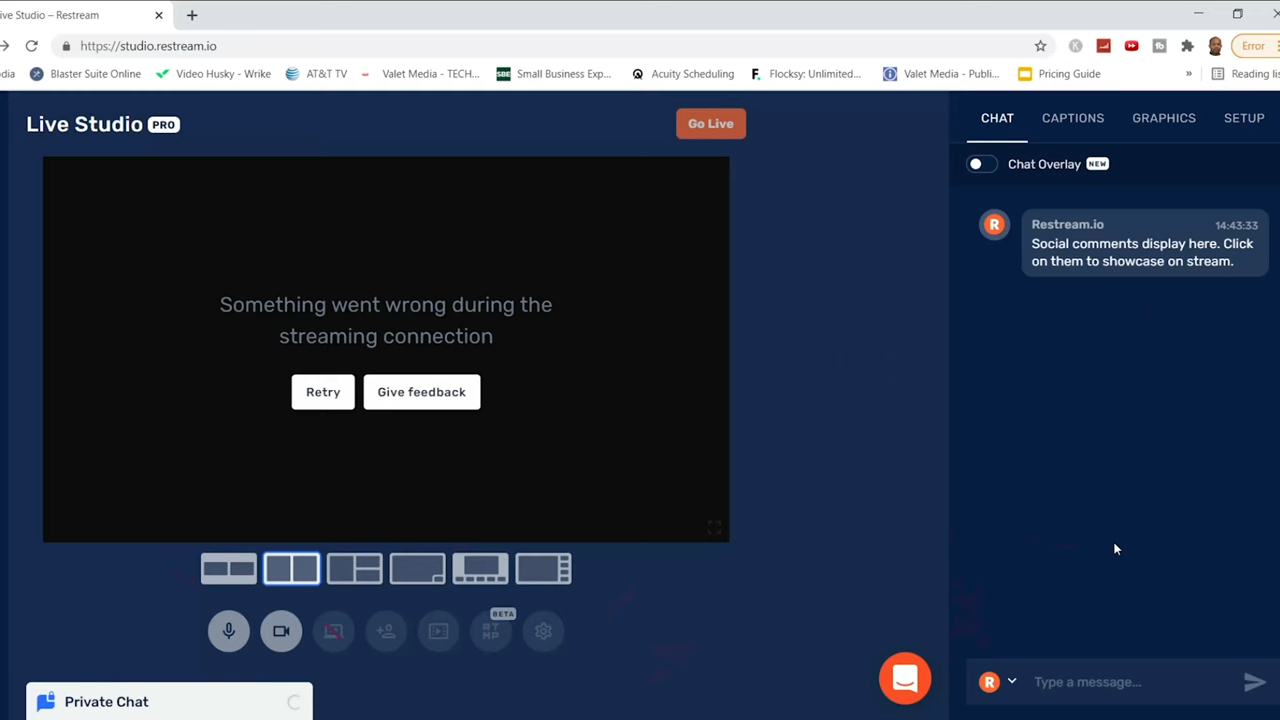 ive Studio – Restream
https://studio.restream.io
Error
dia
Blaster Suite Online
Video Husky - Wrike
AT&T TV
Valet Media - TECH...
SBE
Small Business Exp...
Acuity Scheduling
F.
Flocksy: Unlimited...
Valet Media - Publi...
Pricing Guide
»
Reading lis
Live Studio PRO
Go Live
CHAT
CAPTIONS
GRAPHICS
SETUP
Chat Overlay NEW
R
Restream.io 14:43:33
Social comments display here. Click
on them to showcase on stream.
Something went wrong during the
streaming connection
Retry
Give feedback
BETA
RT
MP
Private Chat
R
Type a message...